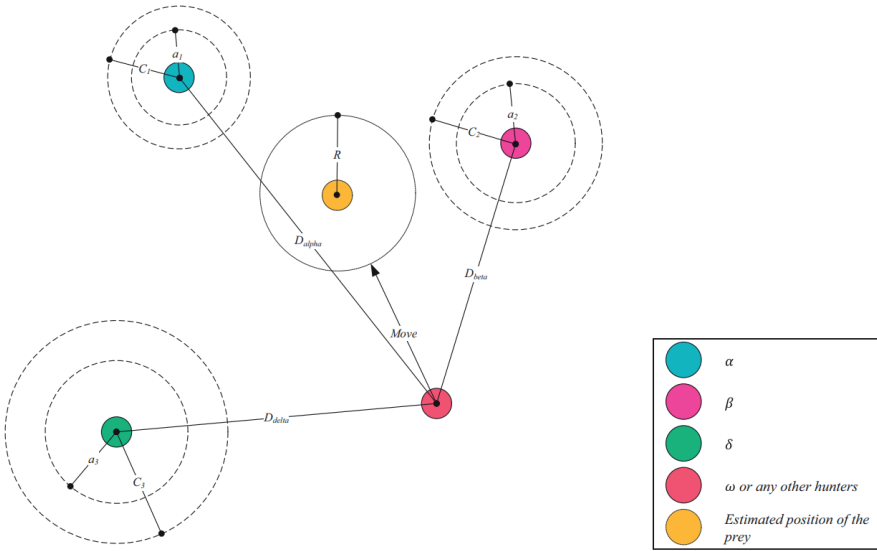 a1
C1
a2
C2
R
Dalpha
Dbeta
Move
Ddelta
a3
C3
α
β
δ
ω or any other hunters
Estimated position of the
prey